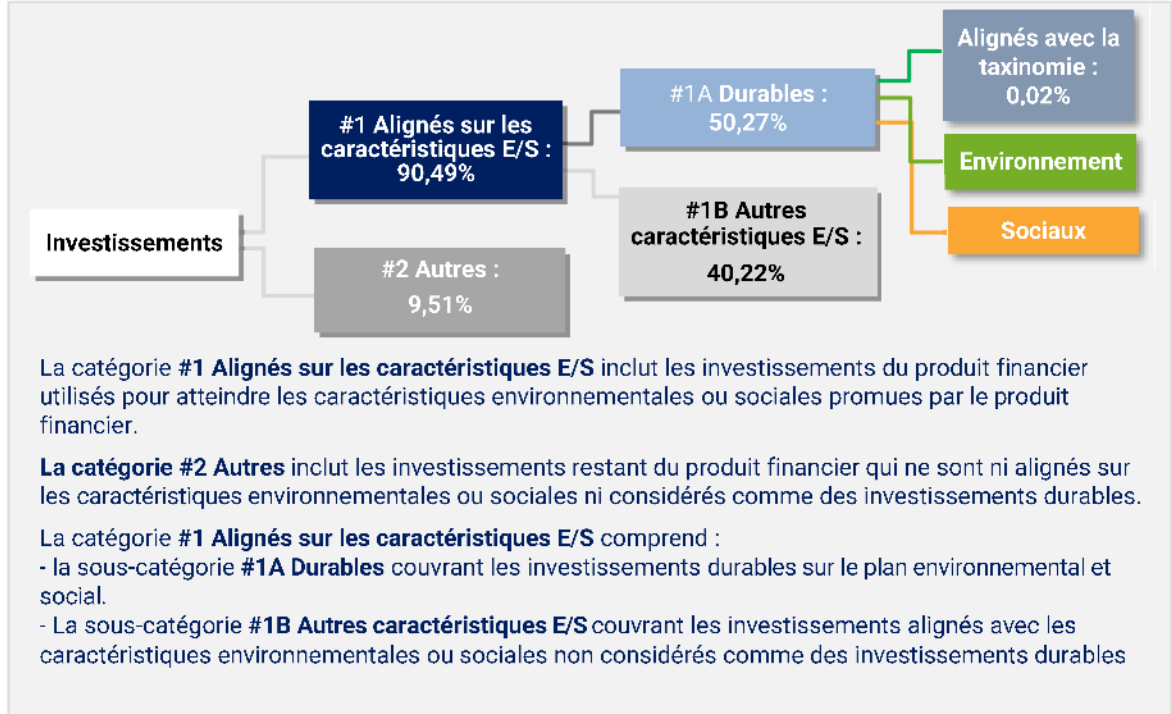 Investissements
#1 Alignés sur les
caractéristiques E/S :
90,49%
#2 Autres :
9,51%
#1A Durables :
50,27%
#1B Autres
caractéristiques E/S :
40,22%
Alignés avec la
taxinomie :
0,02%
Environnement
Sociaux
La catégorie #1 Alignés sur les caractéristiques E/S inclut les investissements du produit financier
utilisés pour atteindre les caractéristiques environnementales ou sociales promues par le produit
financier.
La catégorie #2 Autres inclut les investissements restant du produit financier qui ne sont ni alignés sur
les caractéristiques environnementales ou sociales ni considérés comme des investissements durables.
La catégorie #1 Alignés sur les caractéristiques E/S comprend :
- la sous-catégorie #1A Durables couvrant les investissements durables sur le plan environnemental et
social.
- La sous-catégorie #1B Autres caractéristiques E/S couvrant les investissements alignés avec les
caractéristiques environnementales ou sociales non considérés comme des investissements durables